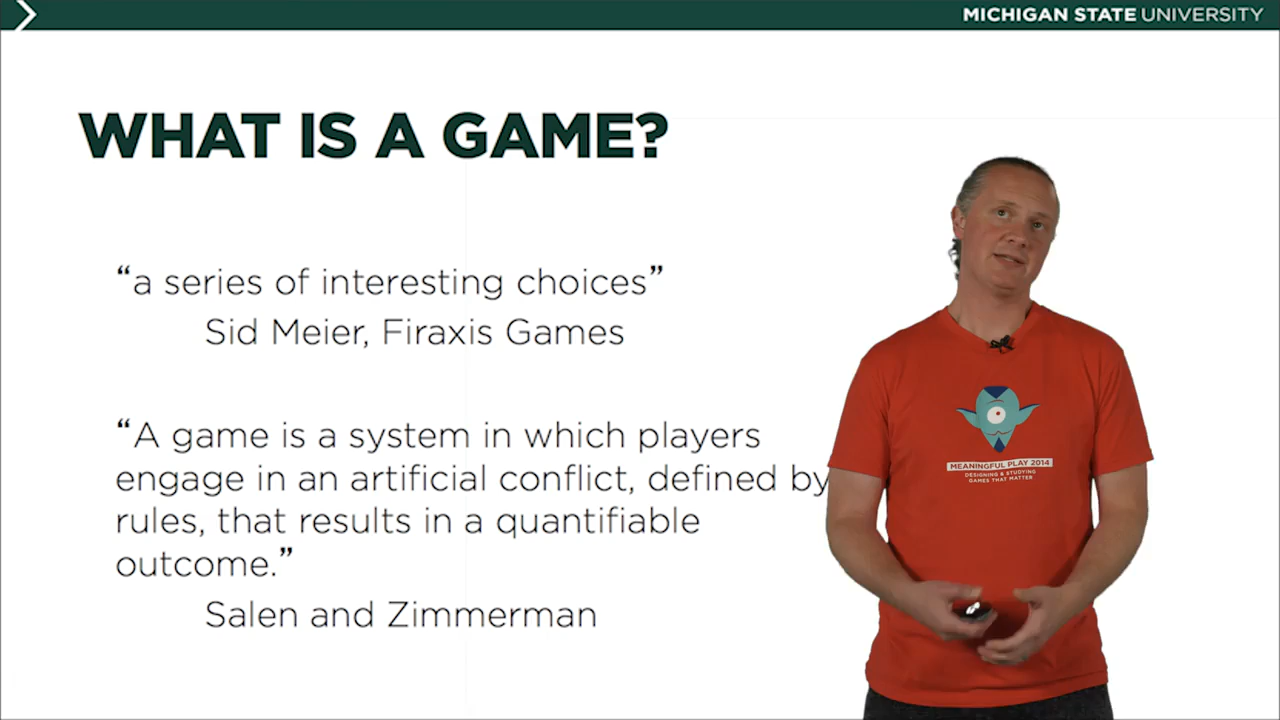 MICHIGAN STATE UNIVERSITY
WHAT IS A GAME?
“a series of interesting choices”
Sid Meier, Firaxis Games
“A game is a system in which players
engage in an artificial conflict, defined by
rules, that results in a quantifiable
outcome.”
Salen and Zimmerman
MEANINGFUL PLAY 2014
DESIGNING & STUDYING
GAMES THAT MATTER